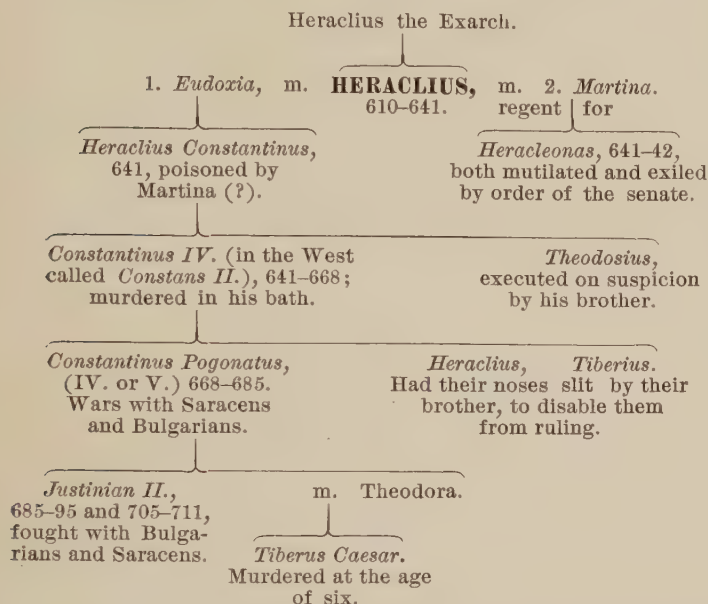 Heraclius the Exarch.
1. Eudoxia, m. HERACLIUS, m. 2. Martina.
610–641. regent for
Heraclius Constantinus,
641, poisoned by
Martina (?).
Heracleonas, 641–42,
both mutilated and exiled
by order of the senate.
Constantinus IV. (in the West
called Constans II.), 641–668;
murdered in his bath.
Theodosius,
executed on suspicion
by his brother.
Constantinus Pogonatus,
(IV. or V.) 668–685.
Wars with Saracens
and Bulgarians.
Heraclius, Tiberius.
Had their noses slit by their
brother, to disable them
from ruling.
Justinian II.,
685–95 and 705–711,
fought with Bulga-
rians and Saracens.
m. Theodora.
Tiberus Caesar.
Murdered at the age
of six.